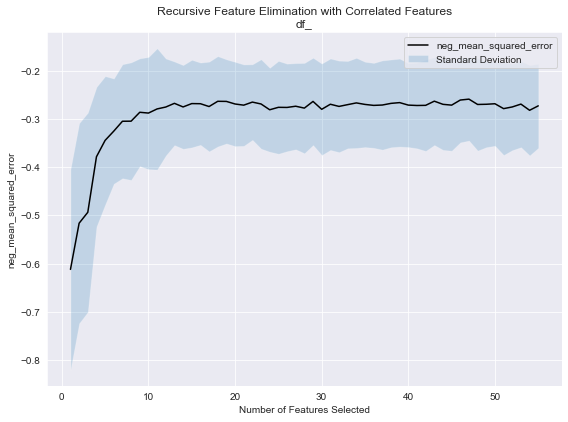 Recursive Feature Elimination with Correlated Features
df_
neg_mean_squared_error
Standard Deviation
neg_mean_squared_error
−0.2
−0.3
−0.4
−0.5
−0.6
−0.7
−0.8
0
10
20
30
40
50
Number of Features Selected